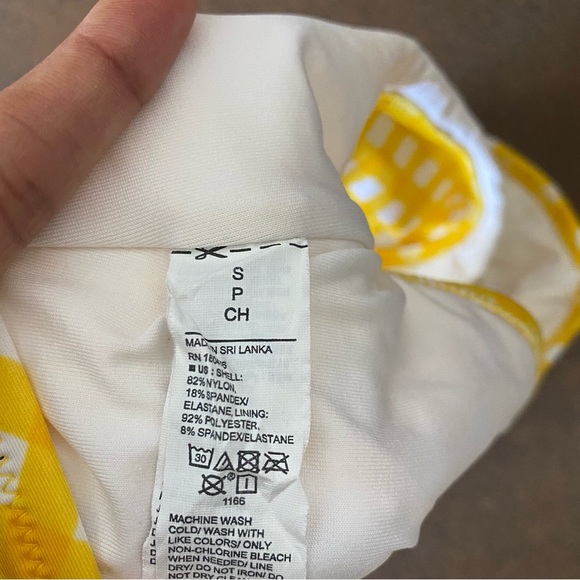 S
P
CH
SRI LANKA
RN
US : SHELL:
82% NYLON,
18% SPANDEX/
ELASTANE, LINING:
92% POLYESTER,
8% SPANDEX/ELASTANE
30
1166
MACHINE WASH
COLD/ WASH WITH
LIKE COLORS/ ONLY
NON-CHLORINE BLEACH
WHEN NEEDED/ LINE
DRY/ DO NOT IRON/ DO
NOT DRY CLEAN